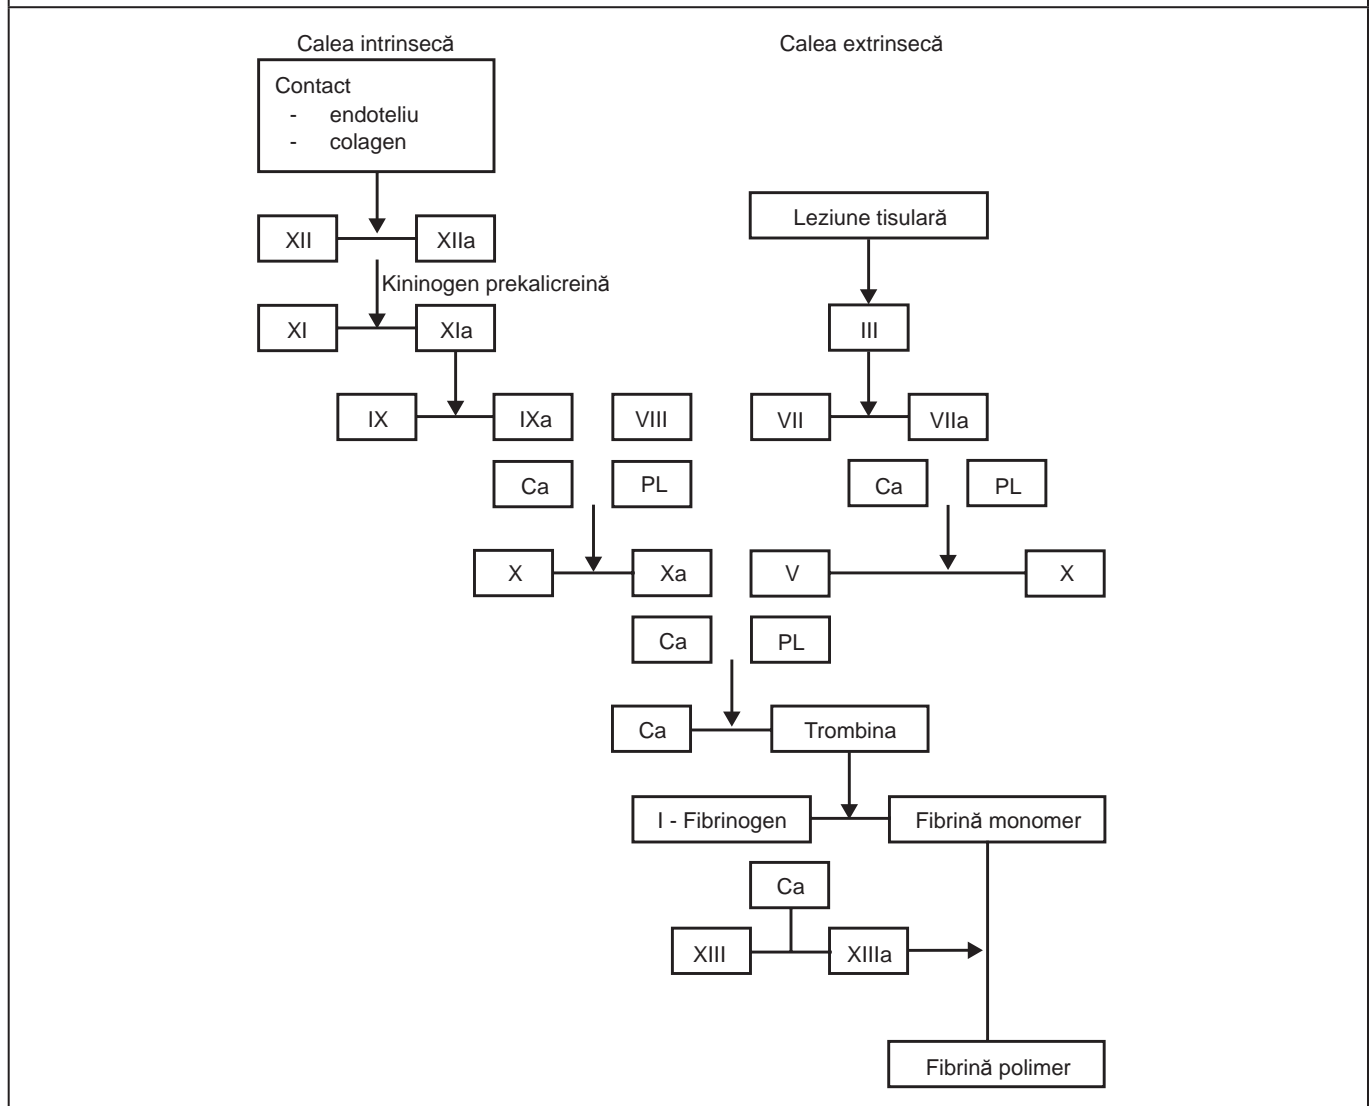 Calea intrinsecă
Calea extrinsecă
Contact
- endoteliu
- colagen
Leziune tisulară
XII
XIIa
Kininogen prekalicreină
XI
XIa
III
IX
IXa
VIII
VII
VIIa
Ca
PL
Ca
PL
X
Xa
V
X
Ca
PL
Ca
Trombina
I - Fibrinogen
Fibrină monomer
Ca
XIII
XIIIa
Fibrină polimer